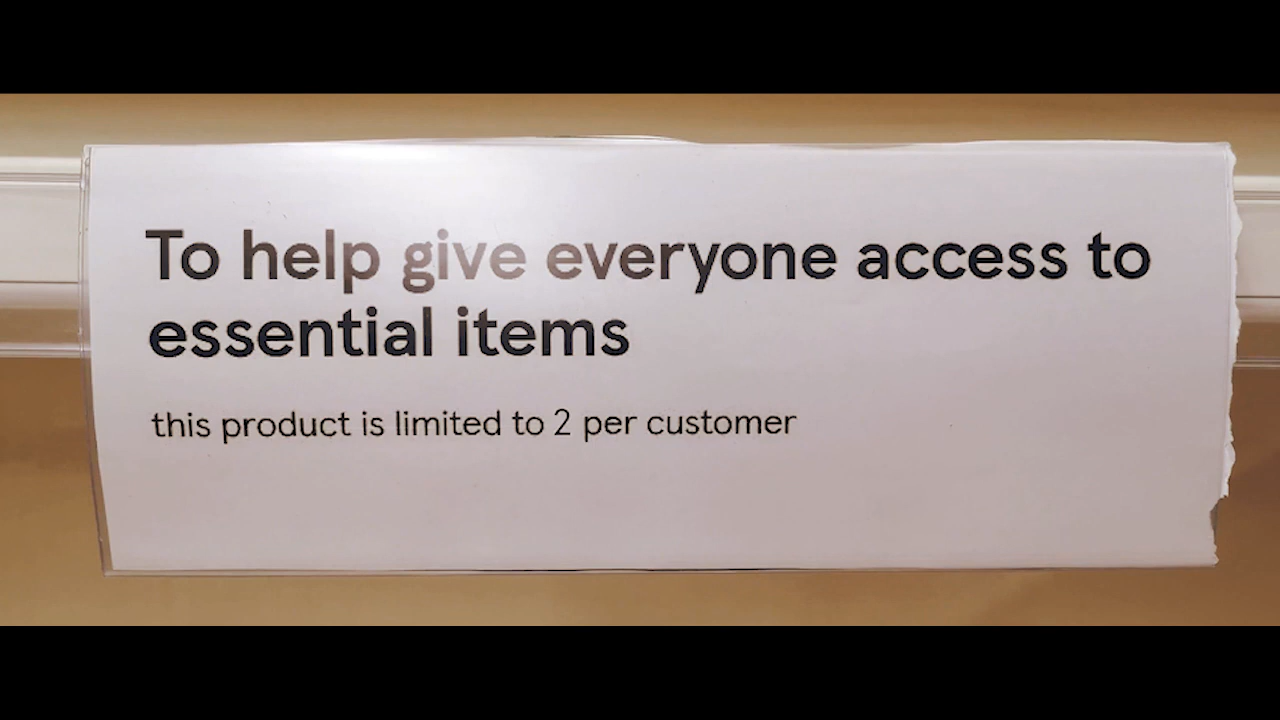 To help give everyone access to
essential items
this product is limited to 2 per customer